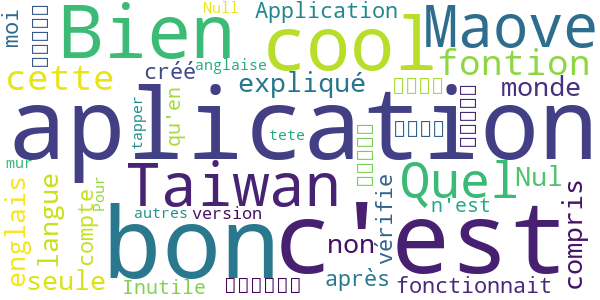 moi
Null
Application
Bien
cool
Maove
créé
anglaise
fontion
cette
expliqué
monde
aplication
tapper
qu'en
tete
mur
Taiwan
Quel
Nul
englais
langue
compte
Pour
bon
c'est
vérifie
n'est
compris
autres
version
non
seule
Inutile
après
fonctionnait